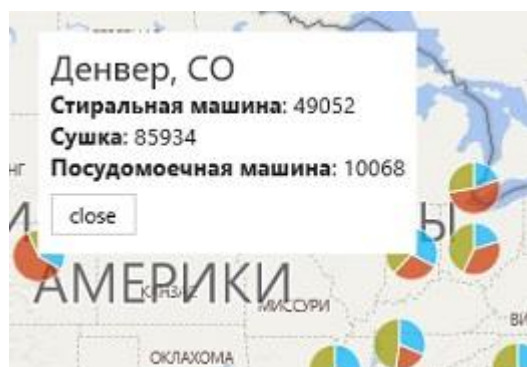 Денвер, CO
Стиральная машина: 49052
Сушка: 85934
Посудомоечная машина: 10068
close
АМЕРИКИ
МИССУРИ
ОКЛАХОМА